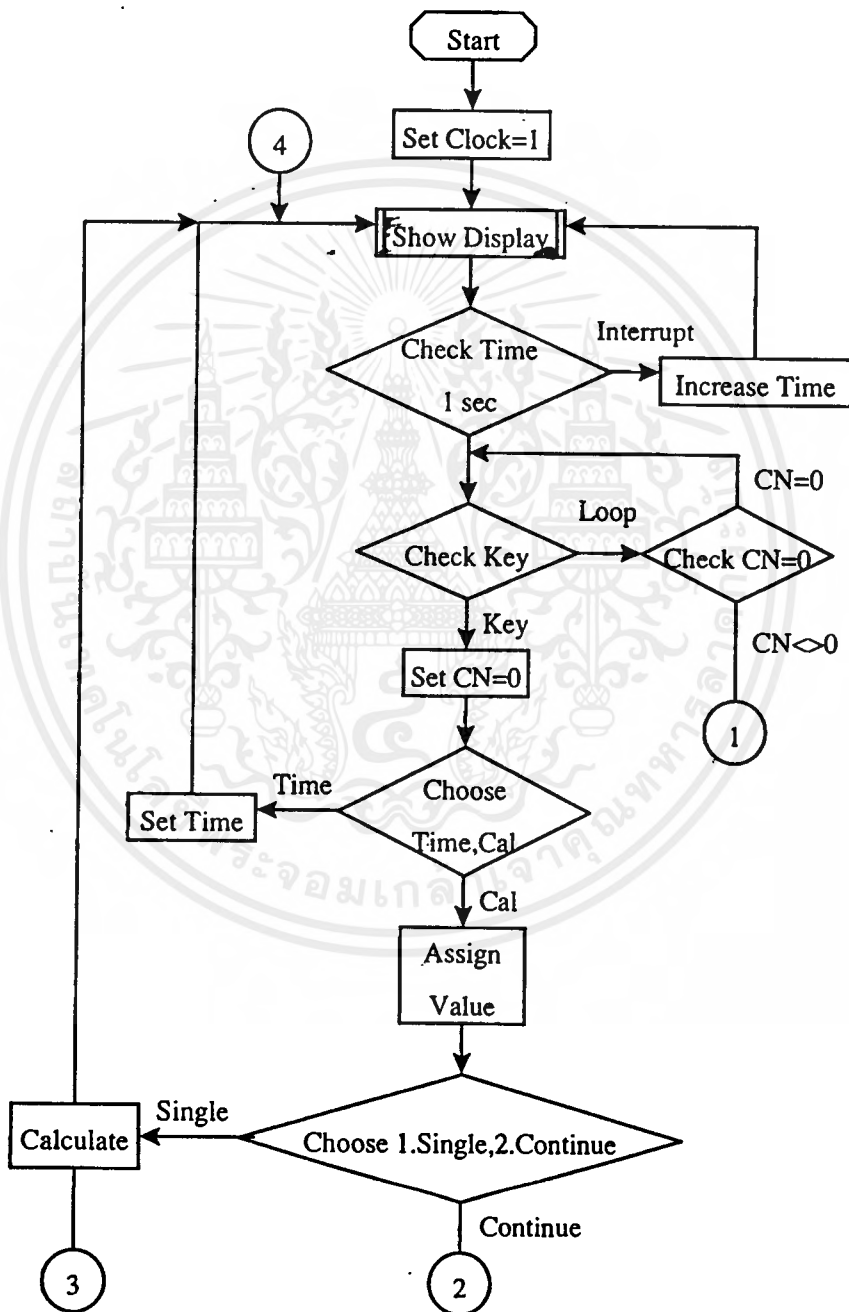 Start
Set Clock=1
4
Show Display
Check Time
1 sec
Interrupt
Increase Time
CN=0
Loop
Check Key
Check CN=0
Key
CN<>0
Set CN=0
1
Time
Choose
Time,Cal
Set Time
Cal
Assign
Value
Single
Calculate
Choose 1.Single,2.Continue
Continue
3
2